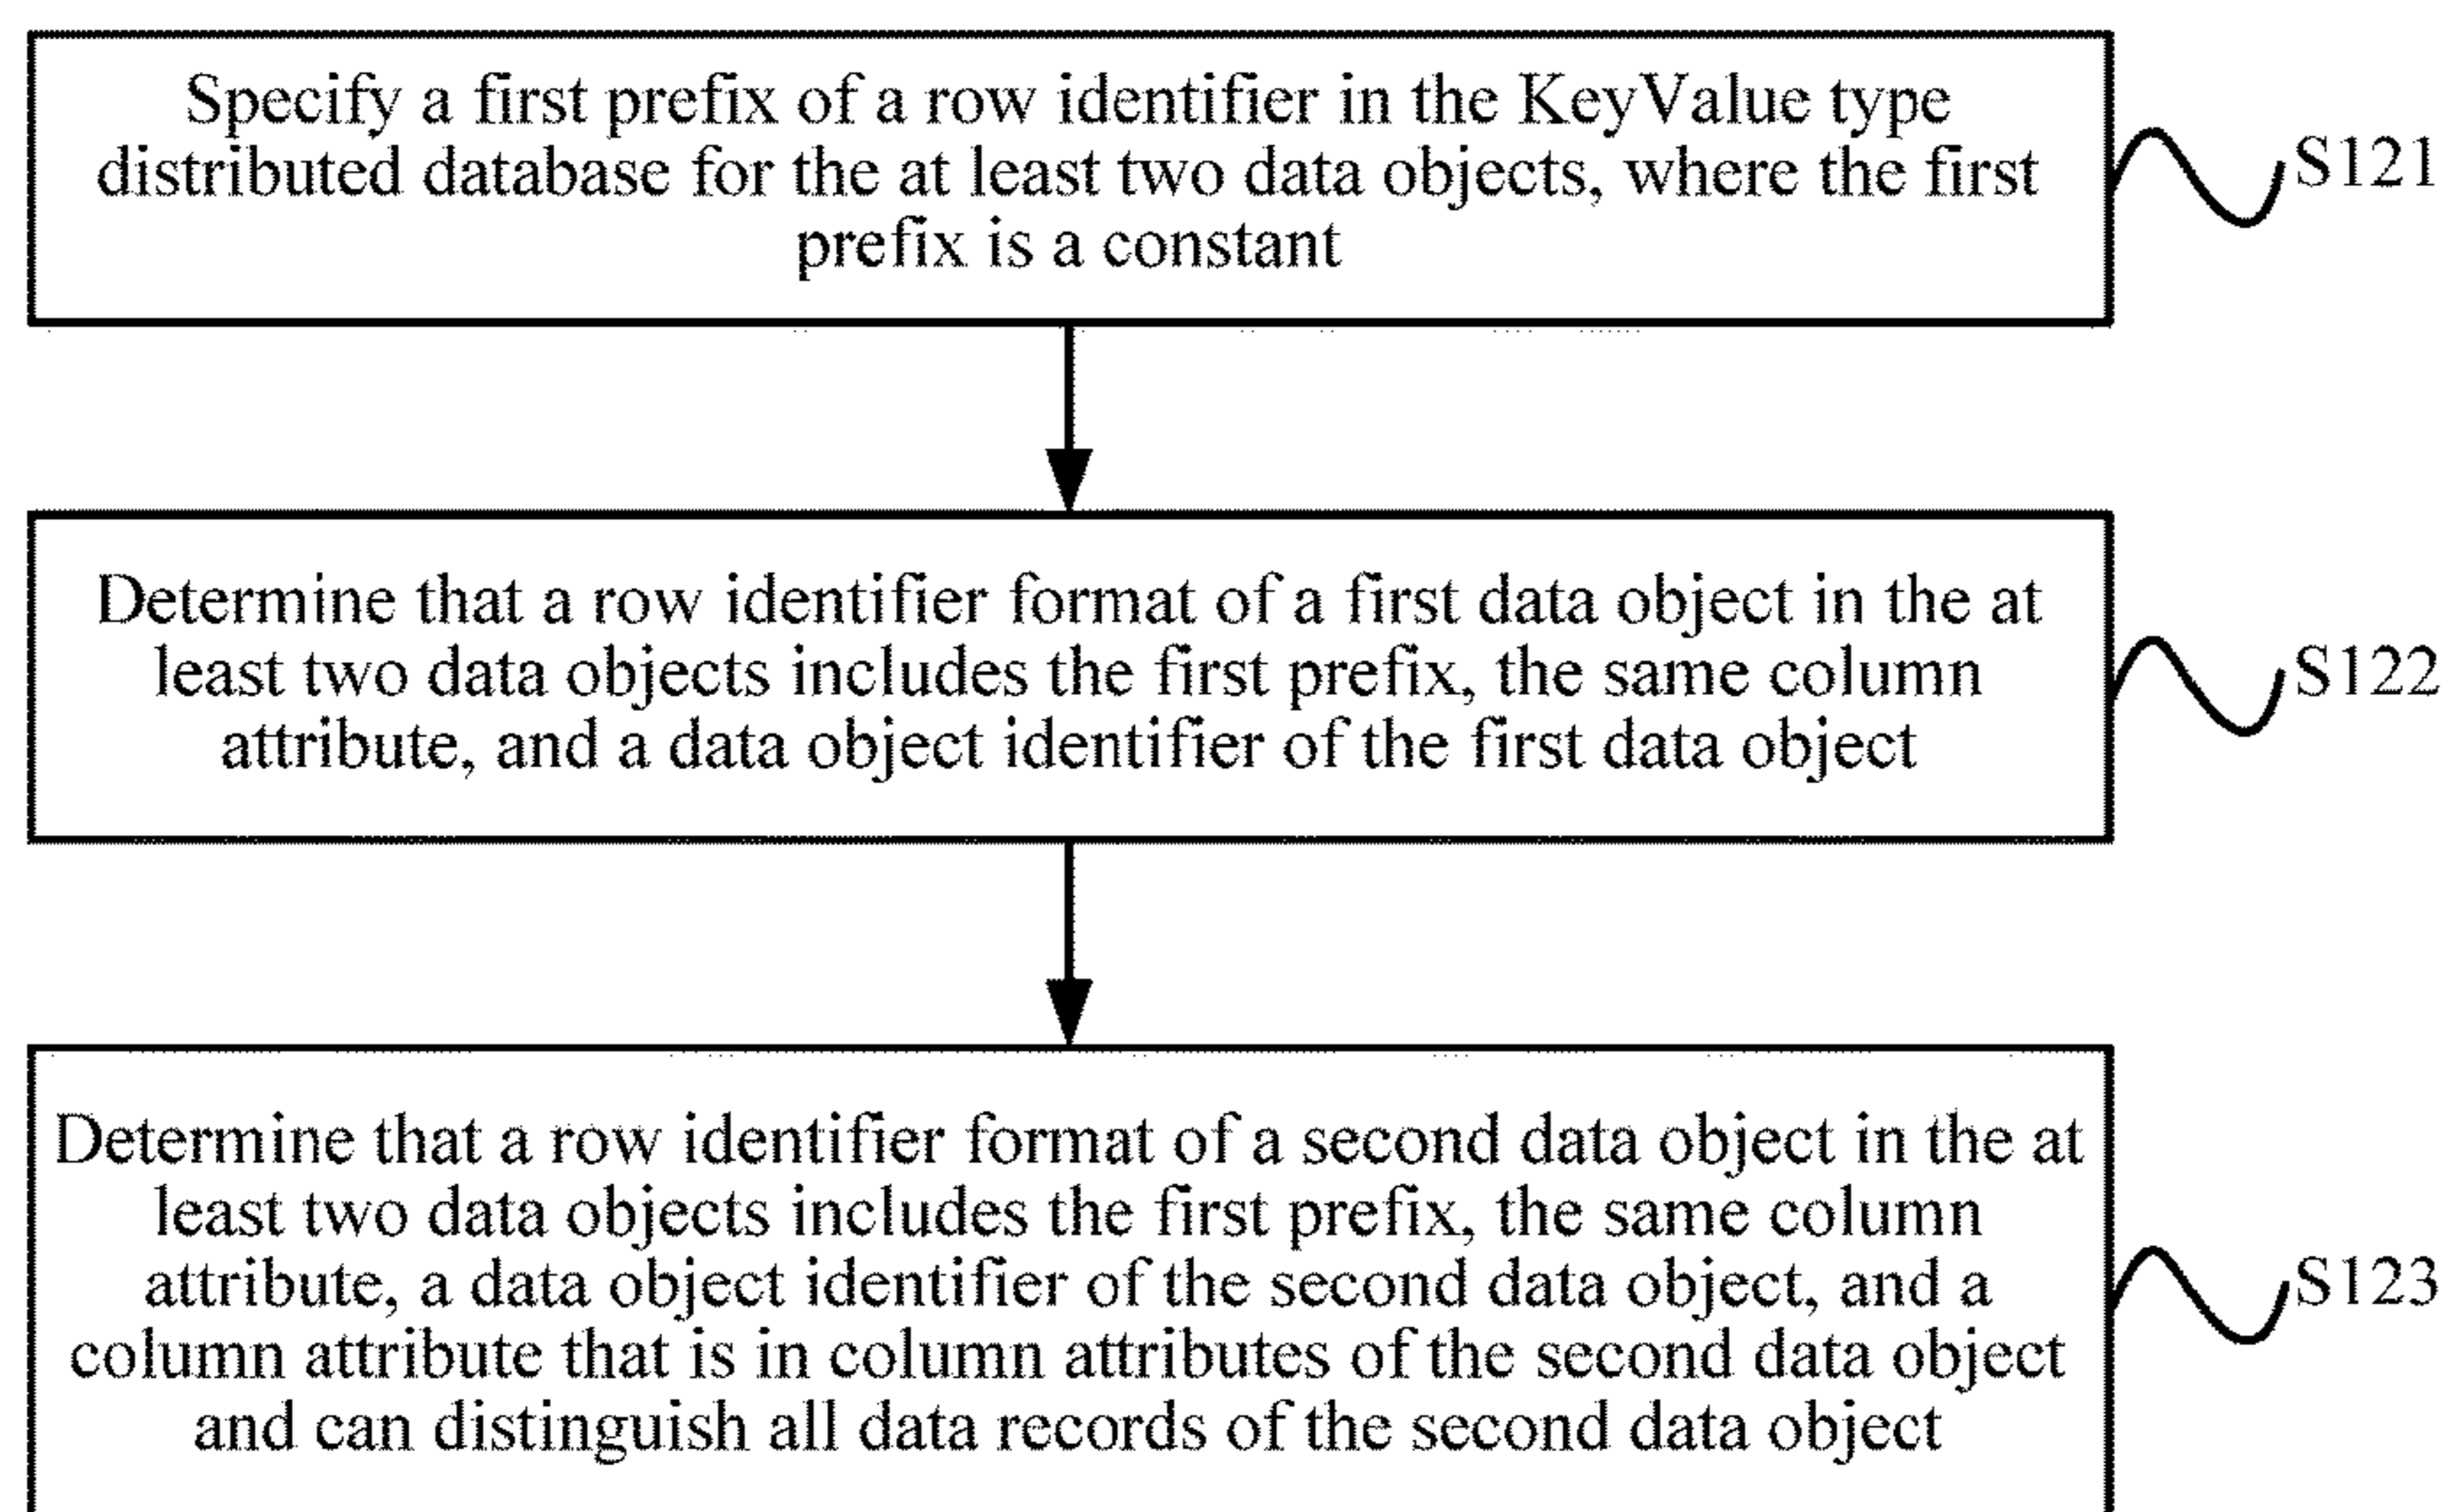 Specify a first prefix of a row identifier in the KeyValue type
distributed database for the at least two data objects, where the first
prefix is a constant
S121
Determine that a row identifier format of a first data object in the at
least two data objects includes the first prefix, the same column
attribute, and a data object identifier of the first data object
S122
Determine that a row identifier format of a second data object in the at
least two data objects includes the first prefix, the same column
attribute, a data object identifier of the second data object, and a
column attribute that is in column attributes of the second data object
and can distinguish all data records of the second data object
S123